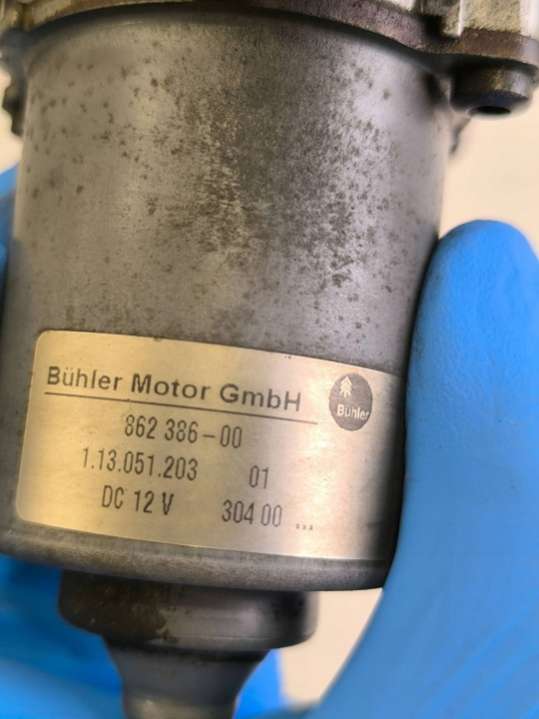 Bühler Motor GmbH
Bühler
862 386-00
1.13.051.203 01
DC 12 V 304 00 ...